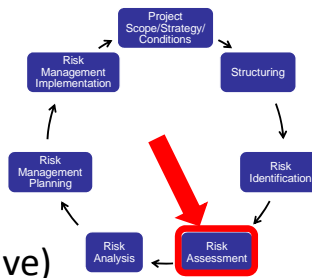 Project
Scope/Strategy/
Conditions
Structuring
Risk
Identification
Risk
Assessment
Risk
Analysis
Risk
Management
Planning
Risk
Management
Implementation
ve)